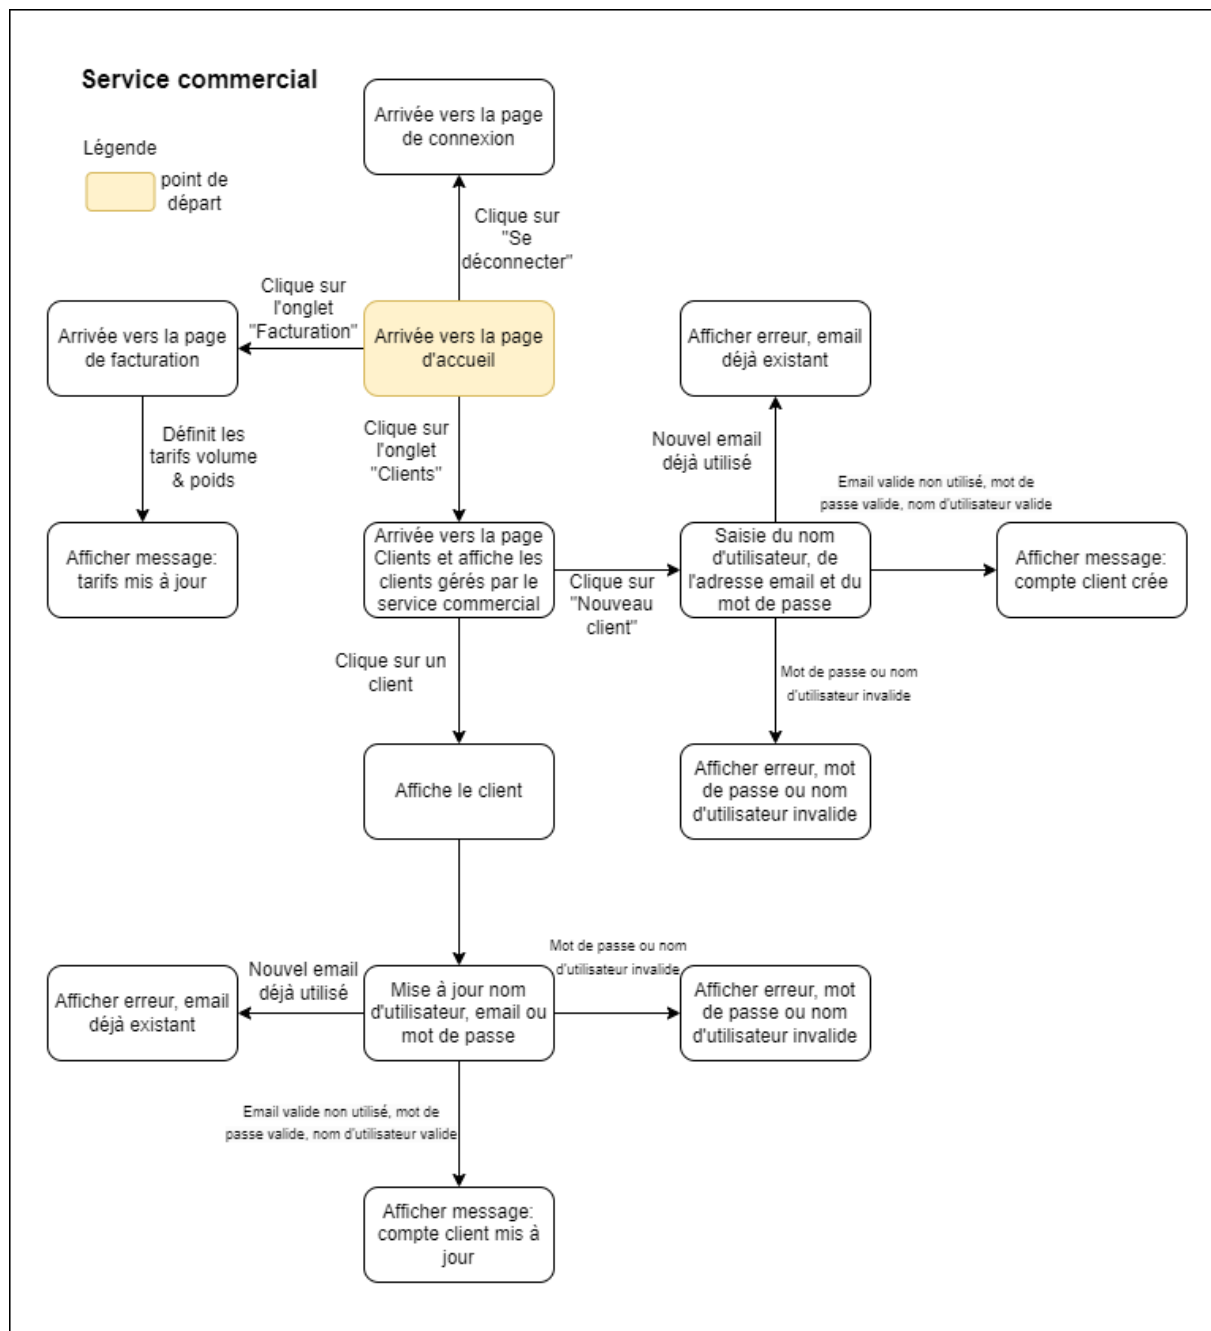 Service commercial
Arrivée vers la page
de connexion
Légende
point de
départ
Clique sur
"Se
déconnecter"
Clique sur
l'onglet
"Facturation"
Arrivée vers la page
de facturation
Arrivée vers la page
d'accueil
Afficher erreur, email
déjà existant
Définit les
tarifs volume
& poids
Clique sur
l'onglet
"Clients"
Nouvel email
déjà utilisé
Email valide non utilisé, mot de
passe valide, nom d'utilisateur valide
Afficher message:
tarifs mis à jour
Arrivée vers la page
Clients et affiche les
clients gérés par le
service commercial
Clique sur
"Nouveau
client"
Saisie du nom
d'utilisateur, de
l'adresse email et du
mot de passe
Afficher message:
compte client crée
Clique sur un
client
Mot de passe ou nom
d'utilisateur invalide
Affiche le client
Afficher erreur, mot
de passe ou nom
d'utilisateur invalide
Nouvel email
déjà utilisé
Mot de passe ou nom
d'utilisateur invalide
Afficher erreur, email
déjà existant
Mise à jour nom
d'utilisateur, email ou
mot de passe
Afficher erreur, mot
de passe ou nom
d'utilisateur invalide
Email valide non utilisé, mot de
passe valide, nom d'utilisateur valide
Afficher message:
compte client mis à
jour